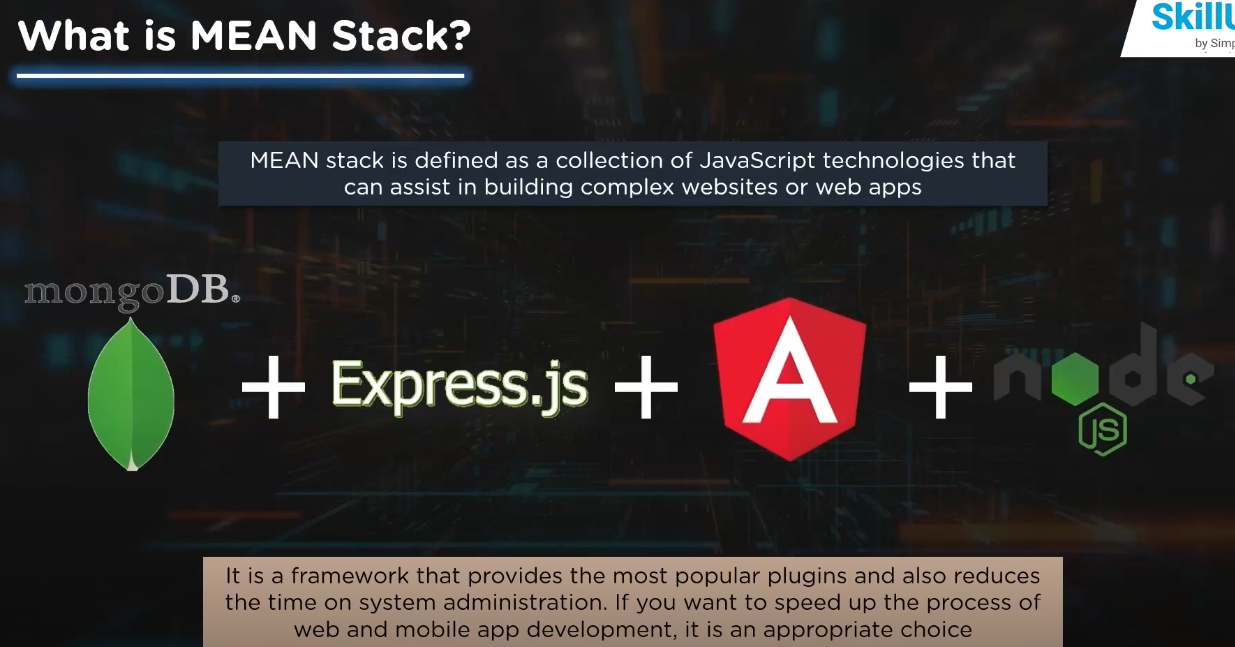 What is MEAN Stack?
SkillU
by Simp
MEAN stack is defined as a collection of JavaScript technologies that
can assist in building complex websites or web apps
mongoDB®
+ Express.js + A + node
JS
It is a framework that provides the most popular plugins and also reduces
the time on system administration. If you want to speed up the process of
web and mobile app development, it is an appropriate choice